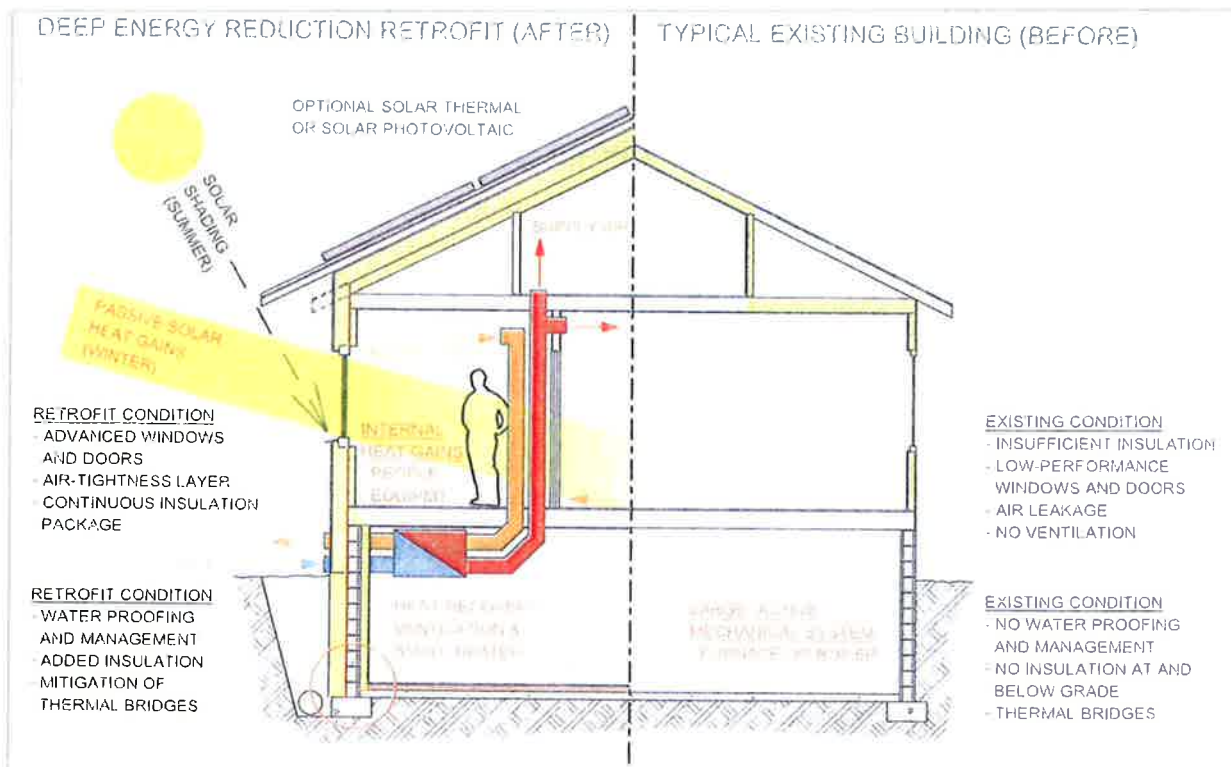 DEEP ENERGY REDUCTION RETROFIT (AFTER)
TYPICAL EXISTING BUILDING (BEFORE)
OPTIONAL SOLAR THERMAL
OR SOLAR PHOTOVOLTAIC
SOLAR
SHADING
(SUMMER)
PASSIVE SOLAR
HEAT GAINS
(WINTER)
RETROFIT CONDITION
- ADVANCED WINDOWS
AND DOORS
- AIR-TIGHTNESS LAYER
- CONTINUOUS INSULATION
PACKAGE
INTERNAL
HEAT GAINS
PEOPLE
RETROFIT CONDITION
- WATER PROOFING
AND MANAGEMENT
- ADDED INSULATION
- MITIGATION OF
THERMAL BRIDGES
EXISTING CONDITION
- INSUFFICIENT INSULATION
- LOW-PERFORMANCE
WINDOWS AND DOORS
- AIR LEAKAGE
- NO VENTILATION
EXISTING CONDITION
- NO WATER PROOFING
AND MANAGEMENT
- NO INSULATION AT AND
BELOW GRADE
- THERMAL BRIDGES